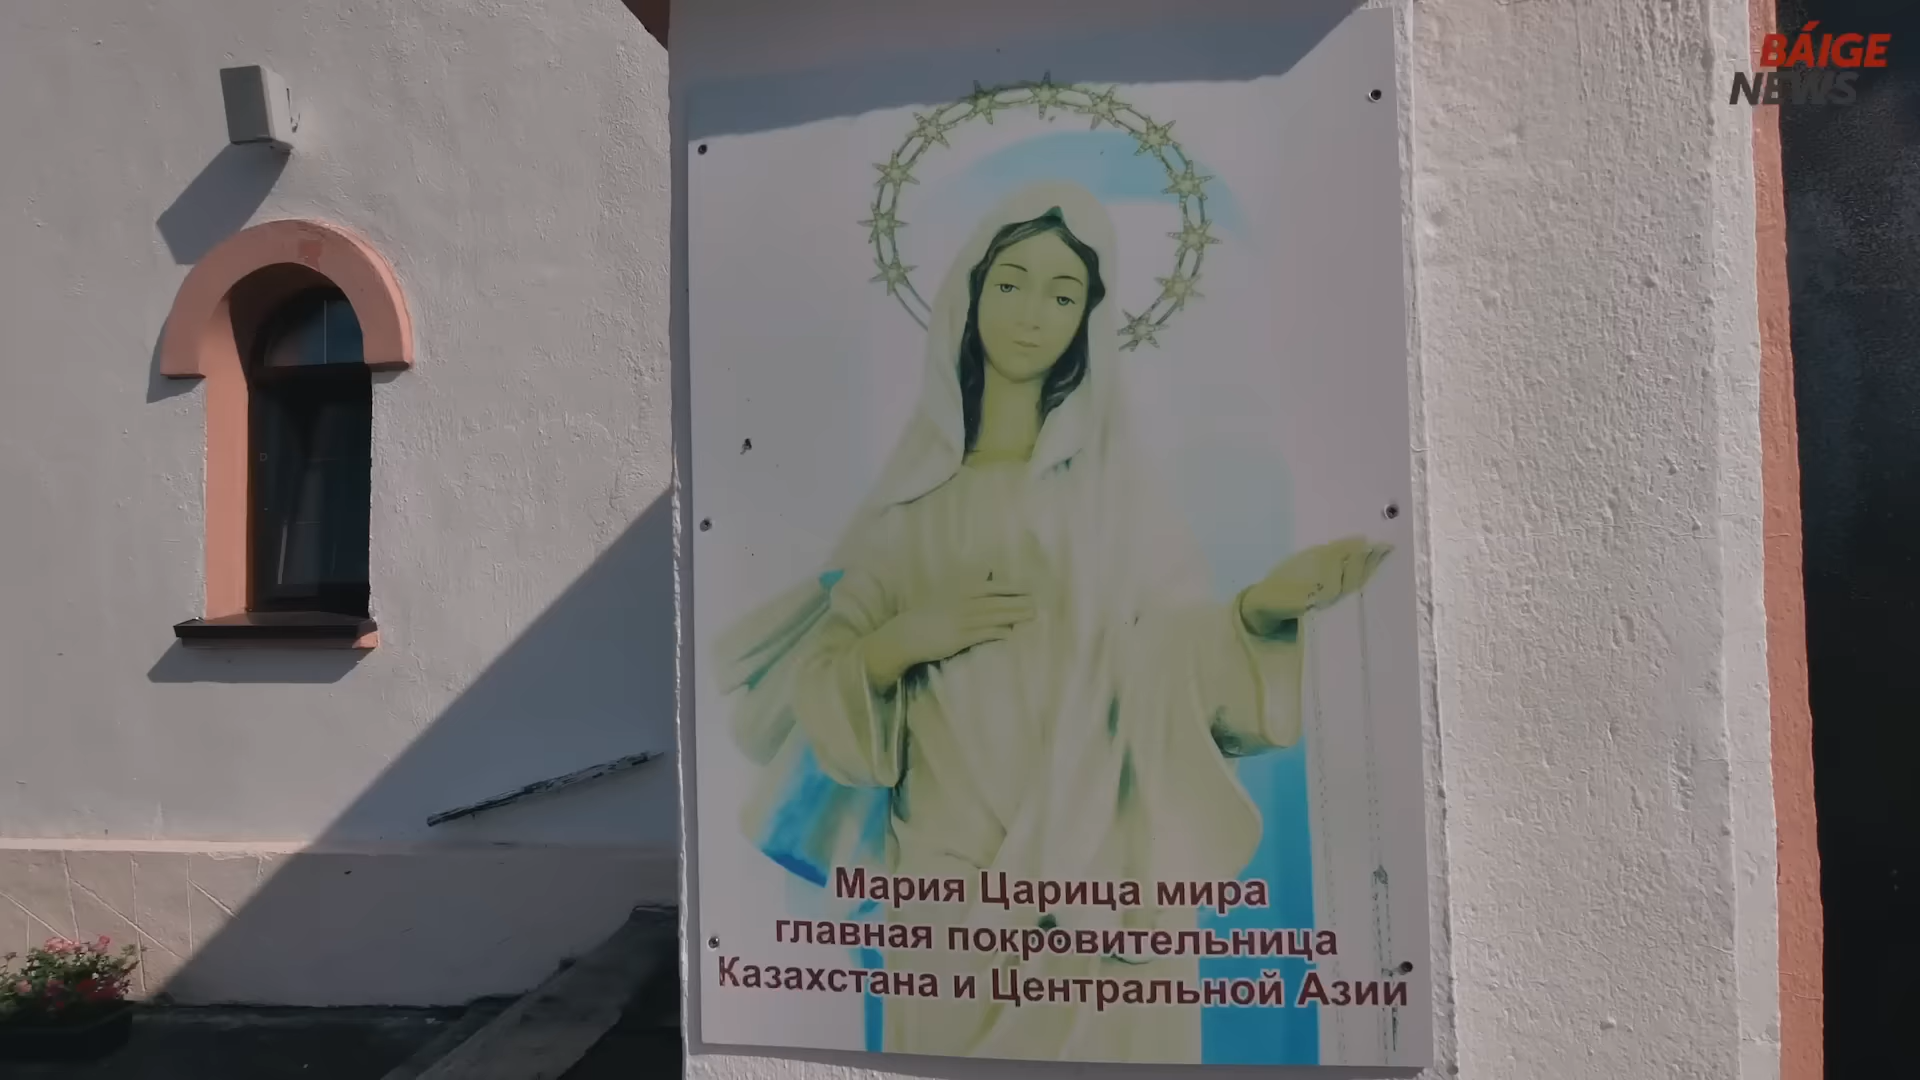 BÁIGE
NEWS
Мария Царица мира
главная покровительница
Казахстана и Центральной Азии